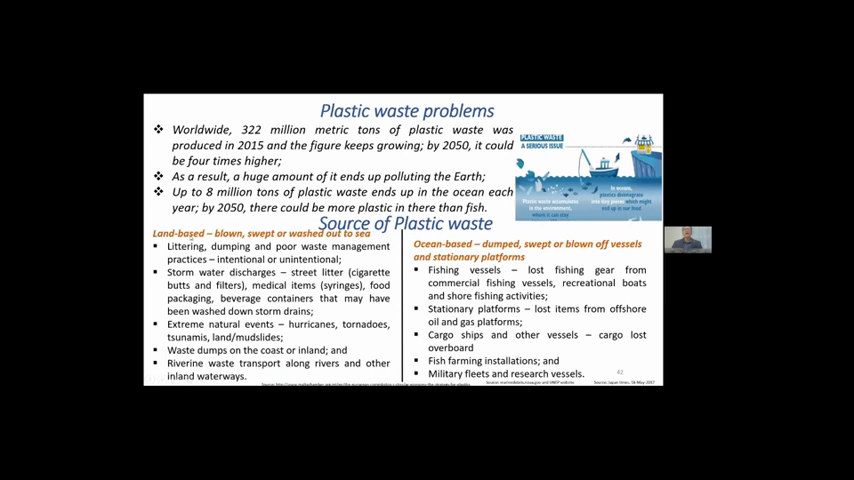 Plastic waste problems
❖ Worldwide, 322 million metric tons of plastic waste was
produced in 2015 and the figure keeps growing; by 2050, it could
be four times higher;
❖ As a result, a huge amount of it ends up polluting the Earth;
❖ Up to 8 million tons of plastic waste ends up in the ocean each
year; by 2050, there could be more plastic in there than fish.
PLASTIC WASTE
A SERIOUS ISSUE
Plastic waste accumulates
in the environment,
where it can stay
In ocean,
plastics disintegrate
into tiny pieces which might
end up in our food
Source of Plastic waste
Land-based – blown, swept or washed out to sea
▪ Littering, dumping and poor waste management
practices – intentional or unintentional;
▪ Storm water discharges – street litter (cigarette
butts and filters), medical items (syringes), food
packaging, beverage containers that may have
been washed down storm drains;
▪ Extreme natural events – hurricanes, tornadoes,
tsunamis, land/mudslides;
▪ Waste dumps on the coast or inland; and
▪ Riverine waste transport along rivers and other
inland waterways.
Ocean-based – dumped, swept or blown off vessels
and stationary platforms
▪ Fishing vessels – lost fishing gear from
commercial fishing vessels, recreational boats
and shore fishing activities;
▪ Stationary platforms – lost items from offshore
oil and gas platforms;
▪ Cargo ships and other vessels – cargo lost
overboard
▪ Fish farming installations; and
▪ Military fleets and research vessels.
42
Source: Japan times, 18 May 2017